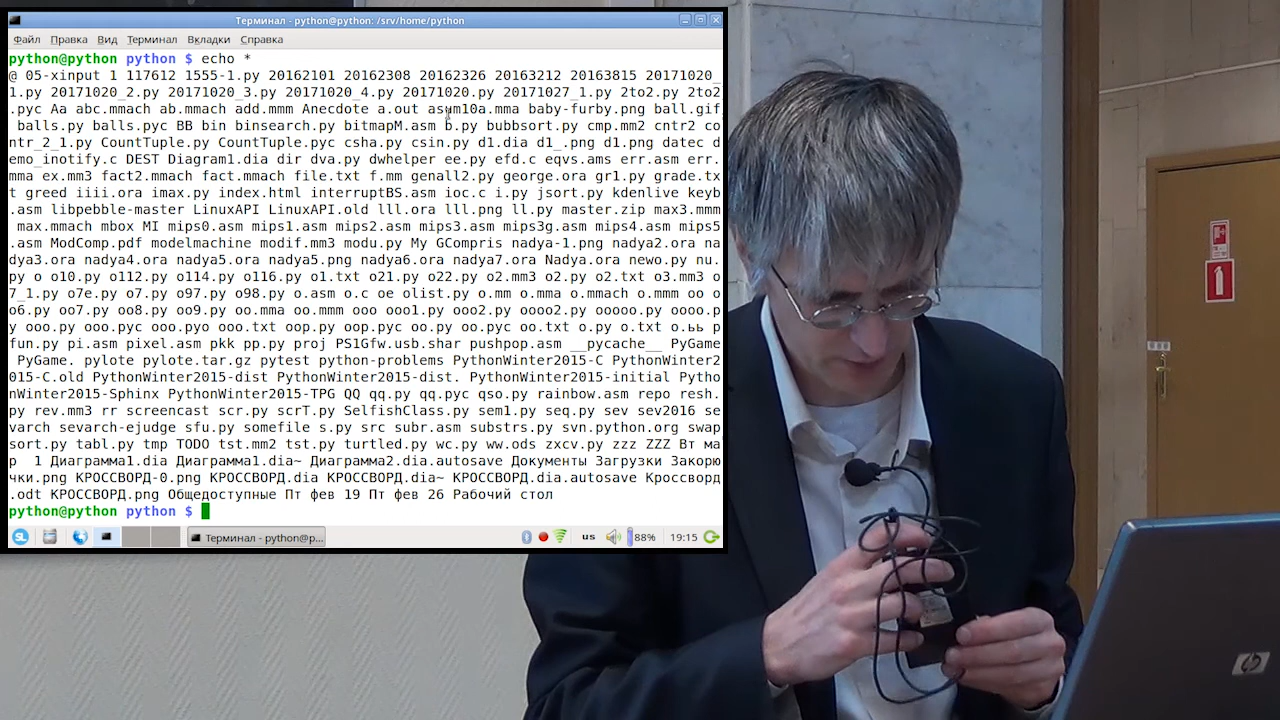 Терминал - python@python: /srv/home/python
Файл Правка Вид Терминал Вкладки Справка
python@python python $ echo *
@ 05-xinput 1 117612 1555-1.py 20162101 20162308 20162326 20163212 20163815 20171020_
1.py 20171020_2.py 20171020_3.py 20171020_4.py 20171020.py 20171027_1.py 2to2.py 2to2
.pyc Aa abc.mmach ab.mmach add.mmm Anecdote a.out asum10a.mma baby-furby.png ball.gif
balls.py balls.pyc BB bin binsearch.py bitmapM.asm b.py bubbsort.py cmp.mm2 cntr2 co
ntr_2_1.py CountTuple.py CountTuple.pyc csha.py csin.py d1.dia d1_.png d1.png datec d
emo_inotify.c DEST Diagram1.dia dir dva.py dwhelper ee.py efd.c eqvs.ams err.asm err.
mma ex.mm3 fact2.mmach fact.mmach file.txt f.mm genall2.py george.ora gr1.py grade.tx
t greed iiii.ora imax.py index.html interruptBS.asm ioc.c i.py jsort.py kdenlive keyb
.asm libpebble-master LinuxAPI LinuxAPI.old lll.ora lll.png ll.py master.zip max3.mmm
max.mmach mbox MI mips0.asm mips1.asm mips2.asm mips3.asm mips3g.asm mips4.asm mips5
.asm ModComp.pdf modelmachine modif.mm3 modu.py My GCompris nadya-1.png nadya2.ora na
dya3.ora nadya4.ora nadya5.ora nadya5.png nadya6.ora nadya7.ora Nadya.ora newo.py nu.
py o o10.py o112.py o114.py o116.py o1.txt o21.py o22.py o2.mm3 o2.py o2.txt o3.mm3 o
7_1.py o7e.py o7.py o97.py o98.py o.asm o.c oe olist.py o.mm o.mma o.mmach o.mmm oo o
o6.py oo7.py oo8.py oo9.py oo.mma oo.mmm ooo ooo1.py ooo2.py oooo2.py ooooo.py oooo.p
y ooo.py ooo.pyc ooo.pyo ooo.txt oop.py oop.pyc oo.py oo.pyc oo.txt o.py o.txt o.ьь p
fun.py pi.asm pixel.asm pkk pp.py proj PS1Gfw.usb.shar pushpop.asm __pycache__ PyGame
PyGame. pylote pylote.tar.gz pytest python-problems PythonWinter2015-C PythonWinter2
015-C.old PythonWinter2015-dist PythonWinter2015-dist. PythonWinter2015-initial Pytho
nWinter2015-Sphinx PythonWinter2015-TPG QQ qq.py qq.pyc qso.py rainbow.asm repo resh.
py rev.mm3 rr screencast scr.py scrT.py SelfishClass.py sem1.py seq.py sev sev2016 se
varch sevarch-ejudge sfu.py somefile s.py src subr.asm substrs.py svn.python.org swap
sort.py tabl.py tmp TODO tst.mm2 tst.py turtled.py wc.py ww.ods zxcv.py zzz ZZZ Вт ма
р  1 Диаграмма1.dia Диаграмма1.dia~ Диаграмма2.dia.autosave Документы Загрузки Закорю
чки.png КРОССВОРД-0.png КРОССВОРД.dia КРОССВОРД.dia~ КРОССВОРД.dia.autosave Кроссворд
.odt КРОССВОРД.png Общедоступные Пт фев 19 Пт фев 26 Рабочий стол
python@python python $
Терминал - python@p... us 88% 19:15
hp